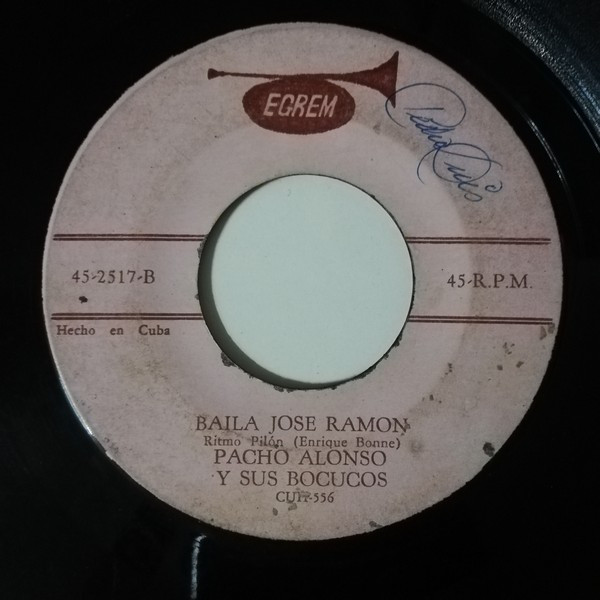 EGREM
45-2517-B
45-R.P.M.
Hecho en Cuba
BAILA JOSE RAMON
Ritmo Pilón (Enrique Bonne)
PACHO ALONSO
Y SUS BOCUCOS